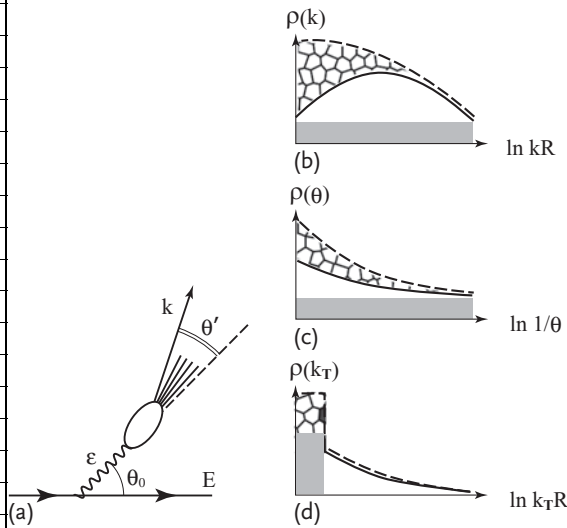 ρ(k)
ln kR
(b)
ρ(θ)
ln 1/θ
(c)
k
θ′
ε
θ₀
E
(a)
ρ(k_T)
ln k_TR
(d)